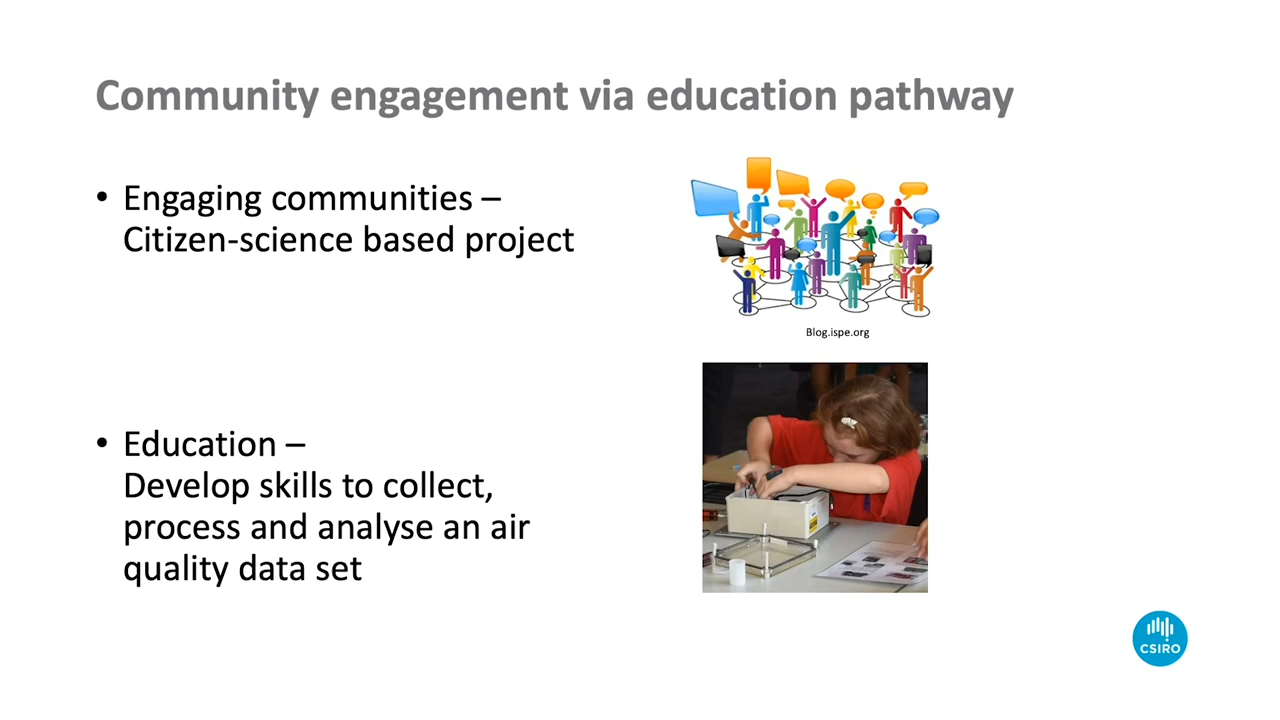 Community engagement via education pathway
• Engaging communities –
Citizen-science based project
Blog.ispe.org
• Education –
Develop skills to collect,
process and analyse an air
quality data set
CSIRO